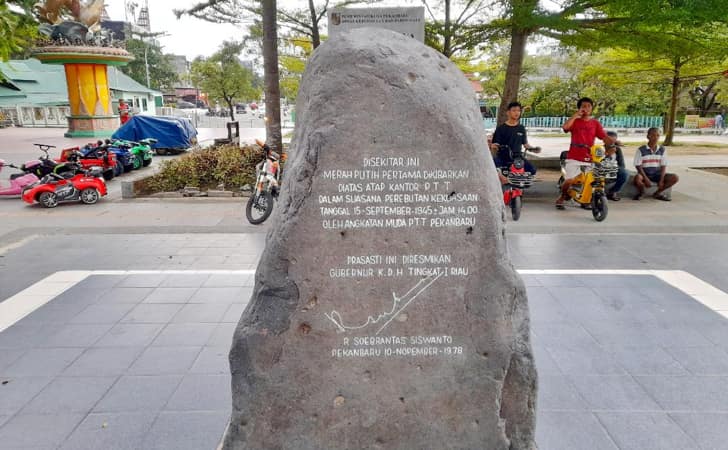 DISEKITAR INI
MERAH PUTIH PERTAMA DIKIBARKAN
DIATAS ATAP KANTOR P T T
DALAM SUASANA PEREBUTAN KEKUASAAN
TANGGAL 15-SEPTEMBER-1945 ± JAM 14.00
OLEH ANGKATAN MUDA PTT PEKANBARU
PRASASTI INI DIRESMIKAN
GUBERNUR K.D.H TINGKAT-I RIAU
R SOEBRANTAS SISWANTO
PEKANBARU 10-NOPEMBER-1978